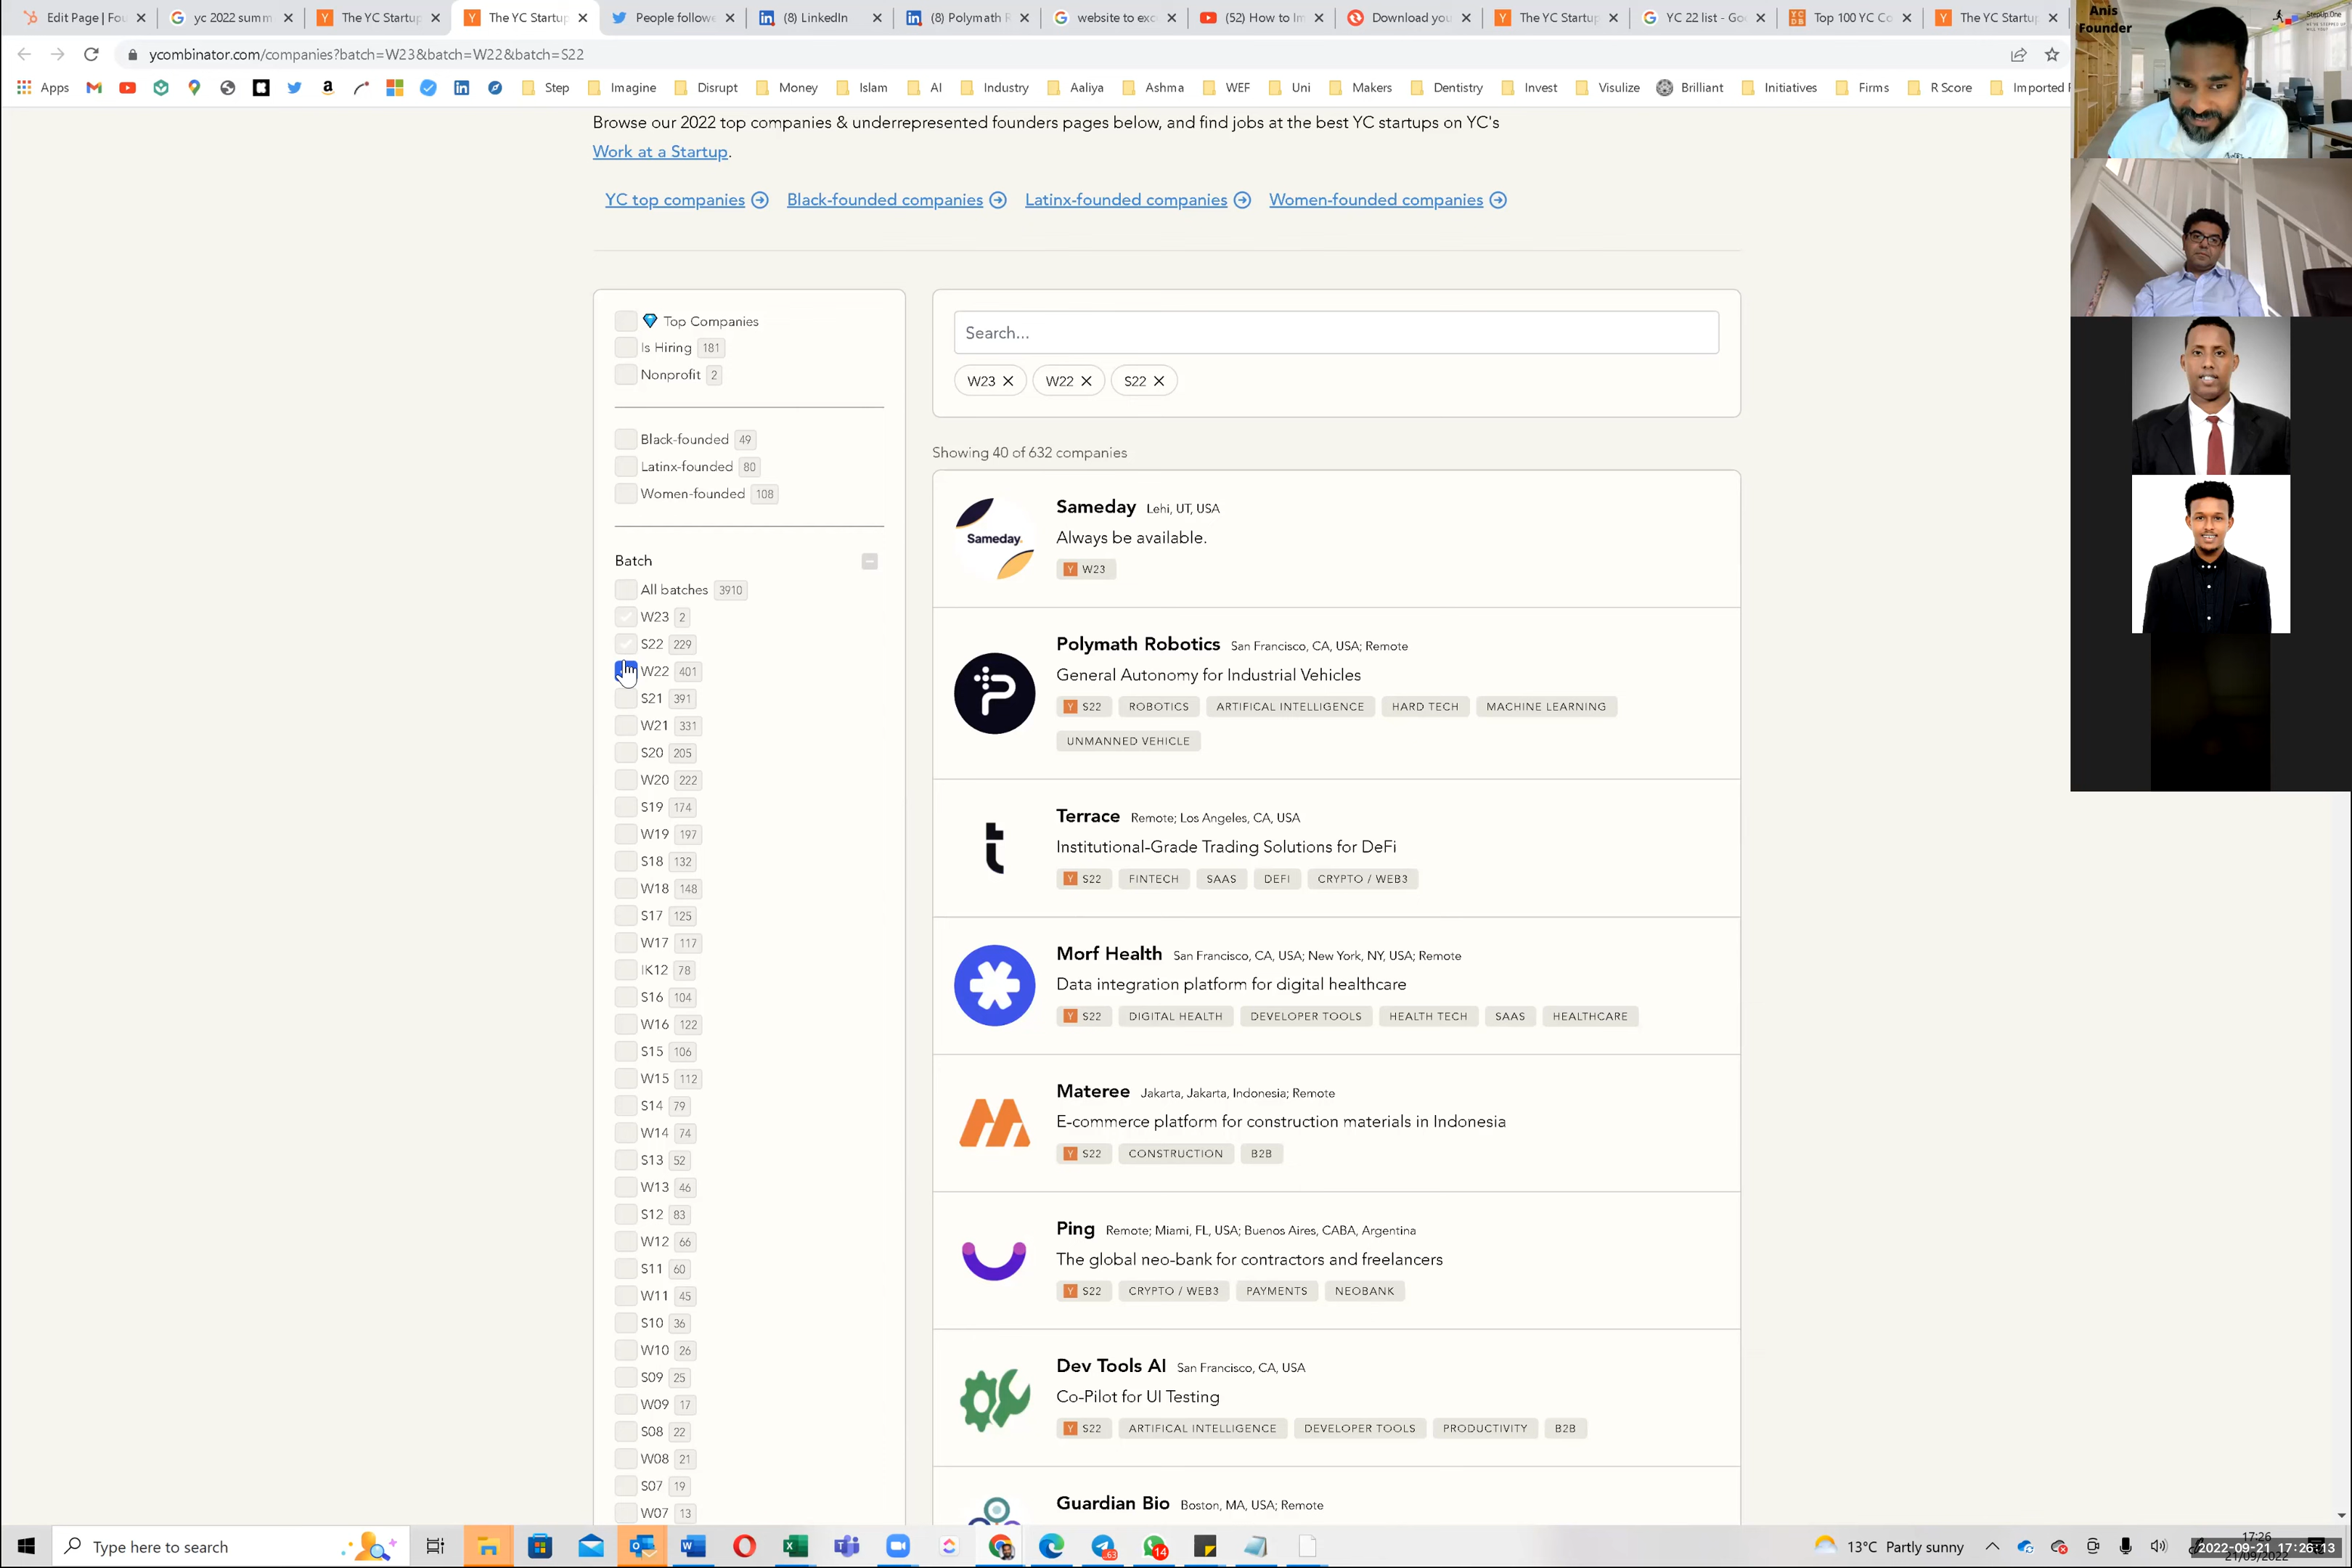 Edit Page | Fou
yc 2022 summ
The YC Startup
The YC Startup
People followe
(8) LinkedIn
(8) Polymath R
website to exc
(52) How to Im
Download you
The YC Startup
YC 22 list - Goo
Top 100 YC Co
The YC Startup
ycombinator.com/companies?batch=W23&batch=W22&batch=S22
Apps
Step
Imagine
Disrupt
Money
Islam
AI
Industry
Aaliya
Ashma
WEF
Uni
Makers
Dentistry
Invest
Visulize
Brilliant
Initiatives
Firms
R Score
Imported
Anis
Founder
StepUp.One
Browse our 2022 top companies & underrepresented founders pages below, and find jobs at the best YC startups on YC's
Work at a Startup.
YC top companies
Black-founded companies
Latinx-founded companies
Women-founded companies
Top Companies
Is Hiring 181
Nonprofit 2
Black-founded 49
Latinx-founded 80
Women-founded 108
Batch
All batches 3910
W23 2
S22 229
W22 401
S21 391
W21 331
S20 205
W20 222
S19 174
W19 197
S18 132
W18 148
S17 125
W17 117
IK12 78
S16 104
W16 122
S15 106
W15 112
S14 79
W14 74
S13 52
W13 46
S12 83
W12 66
S11 60
W11 45
S10 36
W10 26
S09 25
W09 17
S08 22
W08 21
S07 19
W07 13
Search...
W23 W22 S22
Showing 40 of 632 companies
Sameday
Sameday Lehi, UT, USA
Always be available.
Y W23
Polymath Robotics San Francisco, CA, USA; Remote
General Autonomy for Industrial Vehicles
Y S22 ROBOTICS ARTIFICAL INTELLIGENCE HARD TECH MACHINE LEARNING
UNMANNED VEHICLE
t
Terrace Remote; Los Angeles, CA, USA
Institutional-Grade Trading Solutions for DeFi
Y S22 FINTECH SAAS DEFI CRYPTO / WEB3
Morf Health San Francisco, CA, USA; New York, NY, USA; Remote
Data integration platform for digital healthcare
Y S22 DIGITAL HEALTH DEVELOPER TOOLS HEALTH TECH SAAS HEALTHCARE
Materee Jakarta, Jakarta, Indonesia; Remote
E-commerce platform for construction materials in Indonesia
Y S22 CONSTRUCTION B2B
Ping Remote; Miami, FL, USA; Buenos Aires, CABA, Argentina
The global neo-bank for contractors and freelancers
Y S22 CRYPTO / WEB3 PAYMENTS NEOBANK
Dev Tools AI San Francisco, CA, USA
Co-Pilot for UI Testing
Y S22 ARTIFICAL INTELLIGENCE DEVELOPER TOOLS PRODUCTIVITY B2B
Guardian Bio Boston, MA, USA; Remote
Type here to search
63
14
13°C Partly sunny
17:26
2022-09-21 17:26:13
21/09/2022